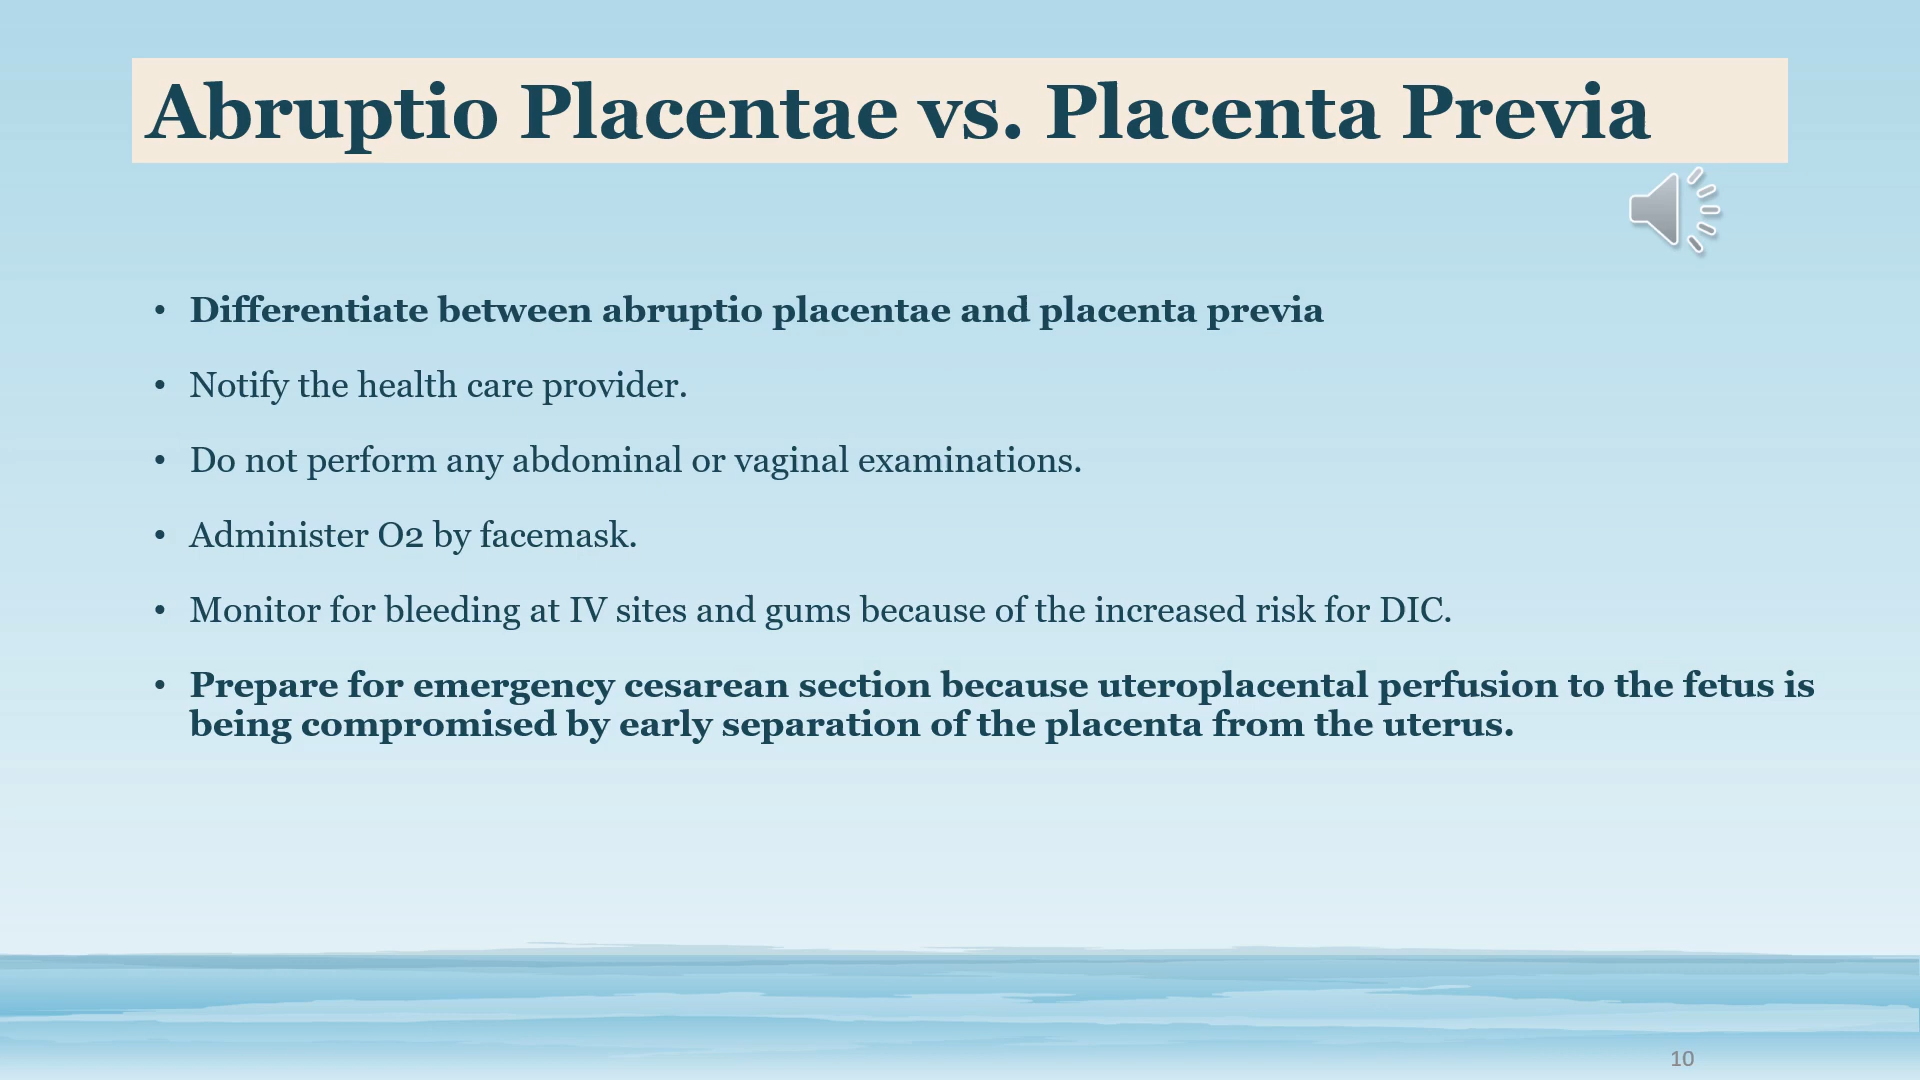 Abruptio Placentae vs. Placenta Previa
• Differentiate between abruptio placentae and placenta previa
• Notify the health care provider.
• Do not perform any abdominal or vaginal examinations.
• Administer O2 by facemask.
• Monitor for bleeding at IV sites and gums because of the increased risk for DIC.
• Prepare for emergency cesarean section because uteroplacental perfusion to the fetus is
being compromised by early separation of the placenta from the uterus.
10